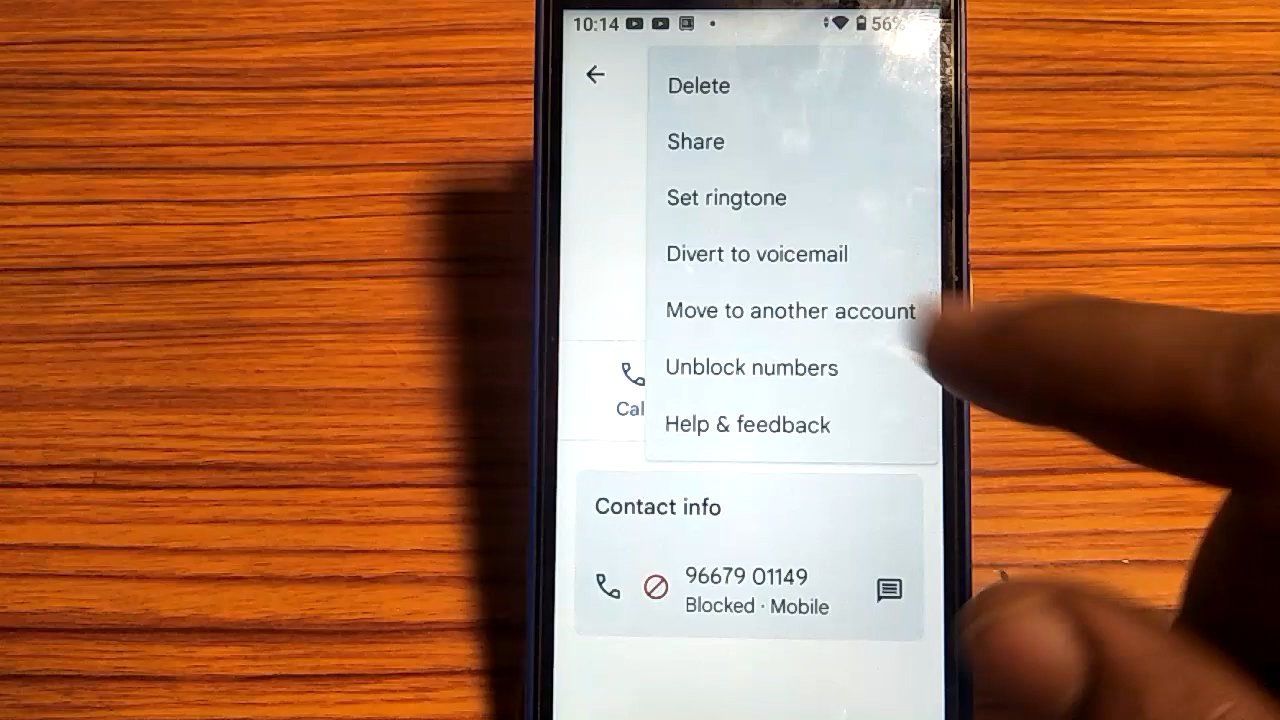 10:14 56%
Delete
Share
Set ringtone
Divert to voicemail
Move to another account
Unblock numbers
Help & feedback
Cal
Contact info
96679 01149
Blocked · Mobile